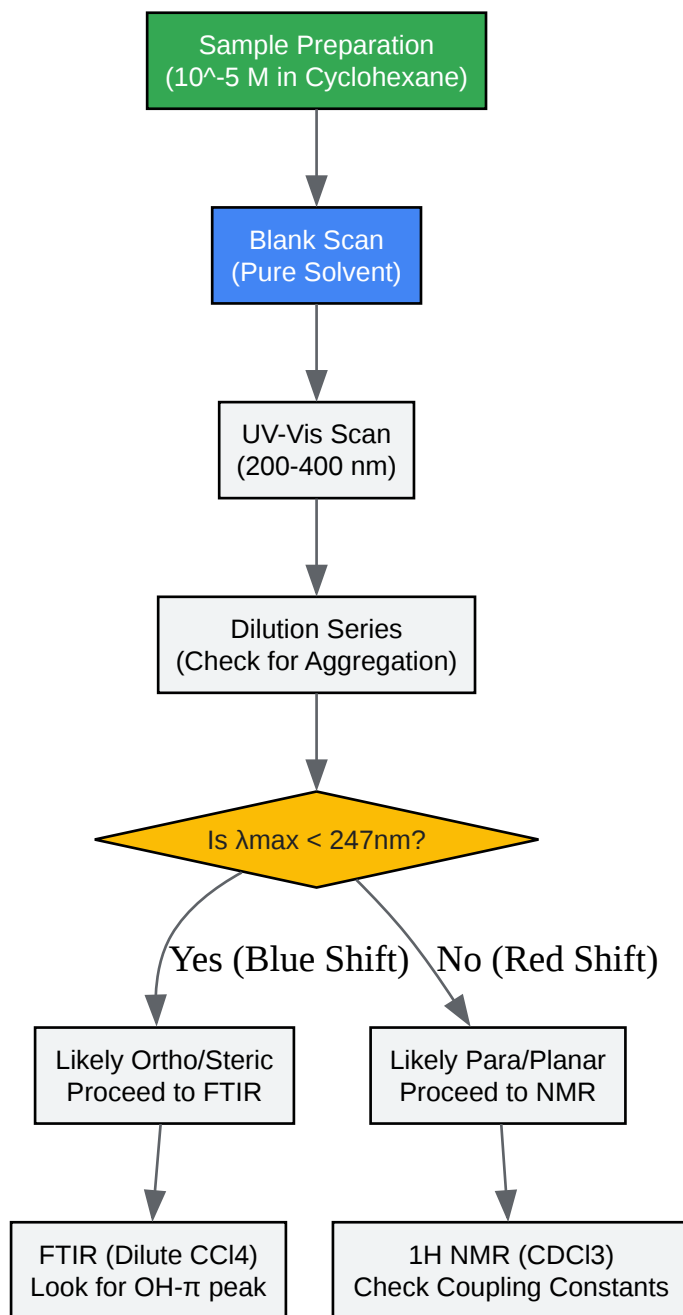 Sample Preparation
(10^-5 M in Cyclohexane)
Blank Scan
(Pure Solvent)
UV-Vis Scan
(200-400 nm)
Dilution Series
(Check for Aggregation)
Is λmax < 247nm?
Yes (Blue Shift)
No (Red Shift)
Likely Ortho/Steric
Proceed to FTIR
Likely Para/Planar
Proceed to NMR
FTIR (Dilute CCl4)
Look for OH-π peak
1H NMR (CDCl3)
Check Coupling Constants